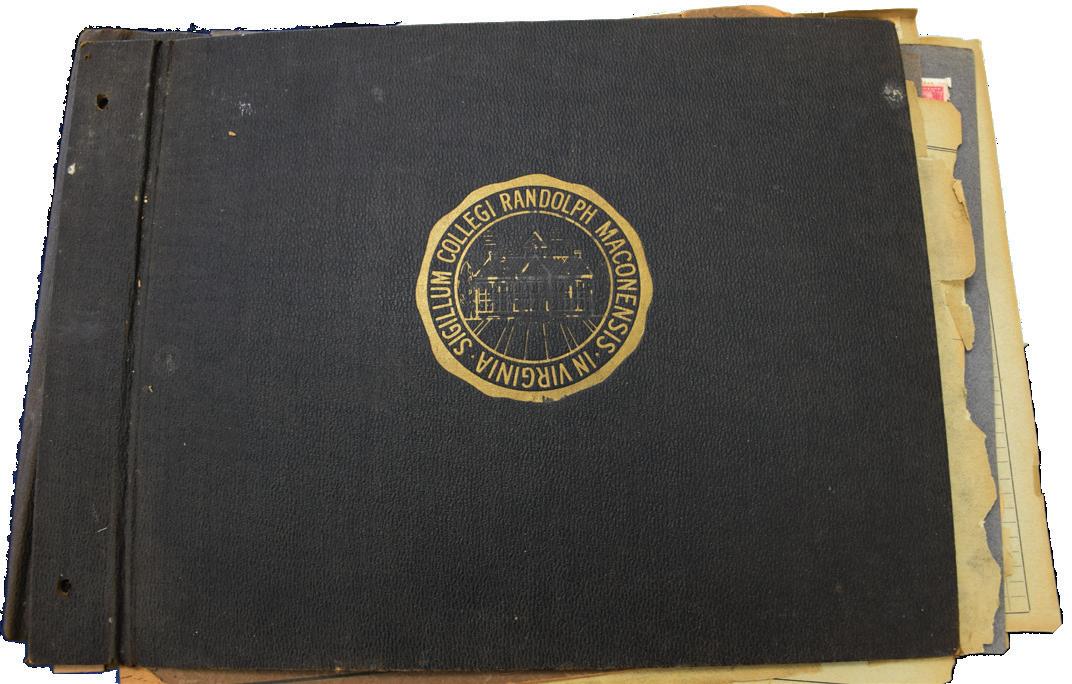 SIGILLUM COLLEGI RANDOLPH MACONENSIS · IN VIRGINIA ·